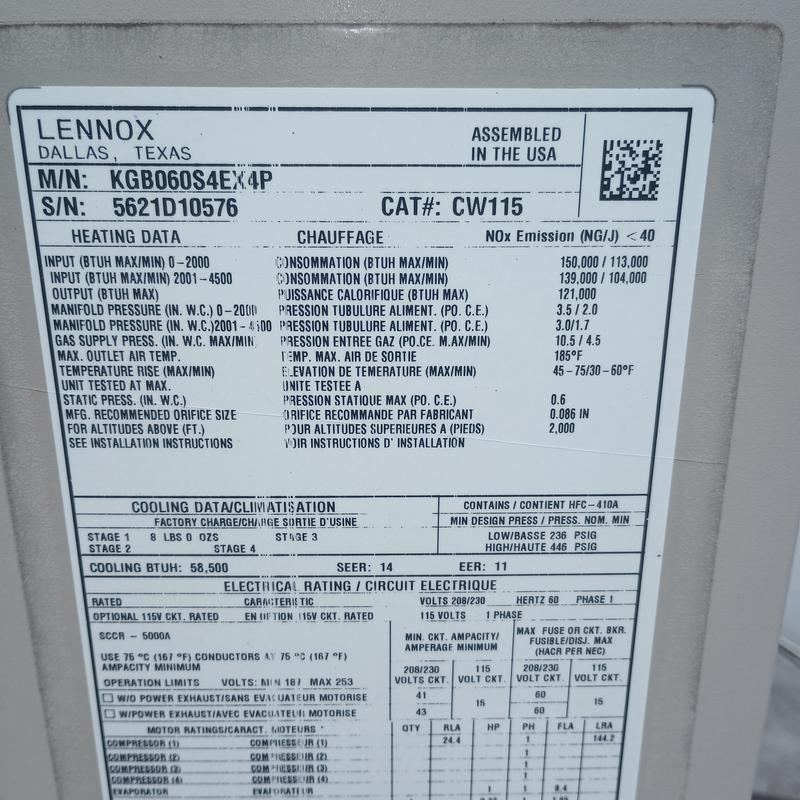 LENNOX
DALLAS, TEXAS
ASSEMBLED
IN THE USA
M/N: KGB060S4EX4P
S/N: 5621D10576 CAT#: CW115
HEATING DATA CHAUFFAGE NOx Emission (NG/J) <40
INPUT (BTUH MAX/MIN) 0-2000 CONSOMMATION (BTUH MAX/MIN) 150,000 / 113,000
INPUT (BTUH MAX/MIN) 2001-4500 CONSOMMATION (BTUH MAX/MIN) 139,000 / 104,000
OUTPUT (BTUH MAX) PUISSANCE CALORIFIQUE (BTUH MAX) 121,000
MANIFOLD PRESSURE (IN. W.C.) 0-2000 PRESSION TUBULURE ALIMENT. (PO. C.E.) 3.5 / 2.0
MANIFOLD PRESSURE (IN. W.C.)2001-4500 PRESSION TUBULURE ALIMENT. (PO. C.E.) 3.0/1.7
GAS SUPPLY PRESS. (IN. W.C. MAX/MIN) PRESSION ENTREE GAZ (PO.CE. M.AX/MIN) 10.5 / 4.5
MAX. OUTLET AIR TEMP. TEMP. MAX. AIR DE SORTIE 185°F
TEMPERATURE RISE (MAX/MIN) ELEVATION DE TEMERATURE (MAX/MIN) 45-75/30-60°F
UNIT TESTED AT MAX. UNITE TESTEE A
STATIC PRESS. (IN. W.C.) PRESSION STATIQUE MAX (PO. C.E.) 0.6
MFG. RECOMMENDED ORIFICE SIZE ORIFICE RECOMMANDE PAR FABRICANT 0.086 IN
FOR ALTITUDES ABOVE (FT.) POUR ALTITUDES SUPERIEURES A (PIEDS) 2,000
SEE INSTALLATION INSTRUCTIONS VOIR INSTRUCTIONS D' INSTALLATION
COOLING DATA/CLIMATISATION
FACTORY CHARGE/CHARGE SORTIE D'USINE
CONTAINS / CONTIENT HFC-410A
MIN DESIGN PRESS / PRESS. NOM. MIN
STAGE 1 8 LBS 0 OZS STAGE 3
STAGE 2 STAGE 4
LOW/BASSE 236 PSIG
HIGH/HAUTE 446 PSIG
COOLING BTUH: 58,500 SEER: 14 EER: 11
ELECTRICAL RATING / CIRCUIT ELECTRIQUE
RATED CARACTERISTIC VOLTS 208/230 HERTZ 60 PHASE 1
OPTIONAL 115V CKT. RATED EN OPTION 115V CKT. RATED 115 VOLTS 1 PHASE
SCCR - 5000A
USE 75 °C (167 °F) CONDUCTORS AT 75 °C (167 °F)
AMPACITY MINIMUM
OPERATION LIMITS VOLTS: MIN 187 MAX 253
MIN. CKT. AMPACITY/
AMPERAGE MINIMUM
MAX FUSE OR CKT. BKR.
FUSIBLE/DISJ. MAX
(HACR PER NEC)
208/230 115 208/230 115
VOLTS CKT. VOLT CKT. VOLTS CKT. VOLT CKT.
W/O POWER EXHAUST/SANS EVACUATEUR MOTORISE 41 15 60 15
W/POWER EXHAUST/AVEC EVACUATEUR MOTORISE 43 60
MOTOR RATINGS/CARACT. MOTEURS QTY RLA HP PH FLA LRA
COMPRESSOR (1) COMPRESSEUR (1) 24.4 1 144.2
COMPRESSOR (2) COMPRESSEUR (2) 1
COMPRESSOR (3) COMPRESSEUR (3) 1
COMPRESSOR (4) COMPRESSEUR (4) 1
EVAPORATOR EVAPORATEUR 1 1 8.4